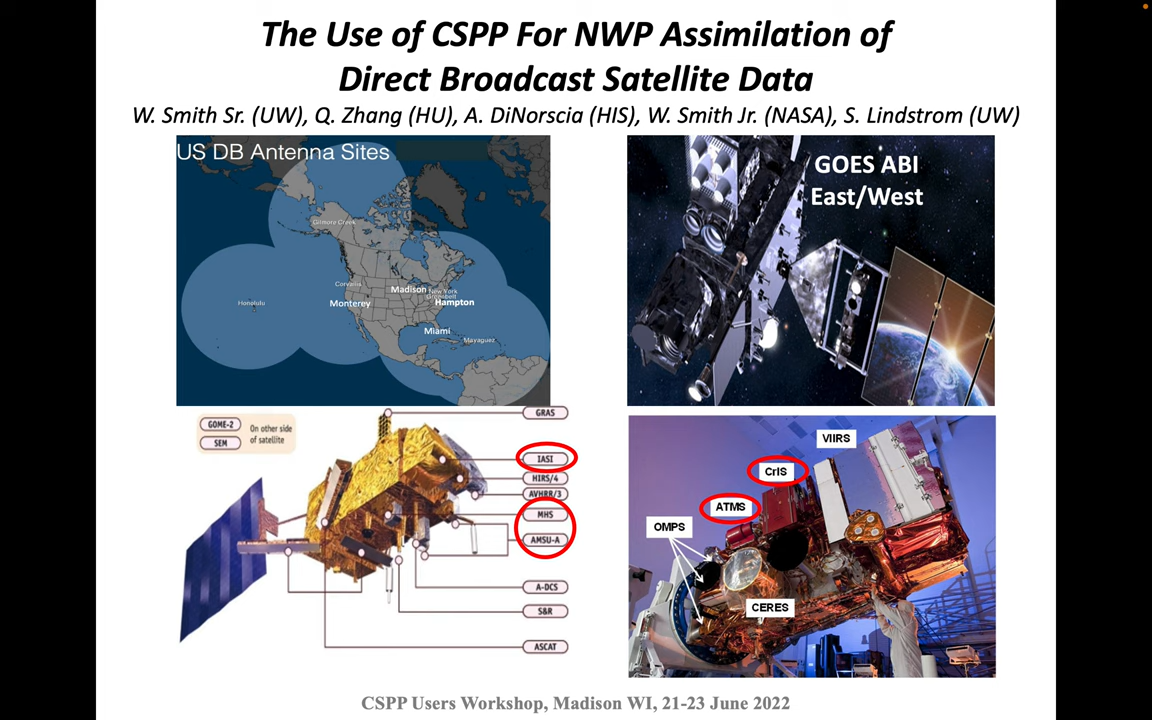 The Use of CSPP For NWP Assimilation of
Direct Broadcast Satellite Data
W. Smith Sr. (UW), Q. Zhang (HU), A. DiNorscia (HIS), W. Smith Jr. (NASA), S. Lindstrom (UW)
US DB Antenna Sites
Gilmore Creek
Corvallis
Madison
New York
Greenbelt
Honolulu
Monterey
Hampton
Miami
Mayaguez
GOES ABI
East/West
GOME-2
SEM
On other side
of satellite
GRAS
IASI
HIRS/4
AVHRR/3
MHS
AMSU-A
A-DCS
S&R
ASCAT
VIIRS
CrIS
ATMS
OMPS
CERES
CSPP Users Workshop, Madison WI, 21-23 June 2022